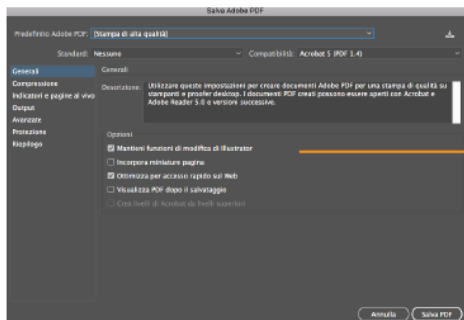 Salva Adobe PDF
Predefinito Adobe PDF: [Stampa di alta qualità]
Standard: Nessuno
Compatibilità: Acrobat 5 (PDF 1.4)
Generali
Compressione
Indicatori e pagine al vivo
Output
Avanzate
Protezione
Riepilogo
Generali
Descrizione: Utilizzare queste impostazioni per creare documenti Adobe PDF per una stampa di qualità su
stampanti e proofer desktop. I documenti PDF creati possono essere aperti con Acrobat e
Adobe Reader 5.0 e versioni successive.
Opzioni
Mantieni funzioni di modifica di Illustrator
Incorpora miniature pagina
Ottimizza per accesso rapido sul Web
Visualizza PDF dopo il salvataggio
Crea livelli di Acrobat da livelli superiori
Annulla
Salva PDF